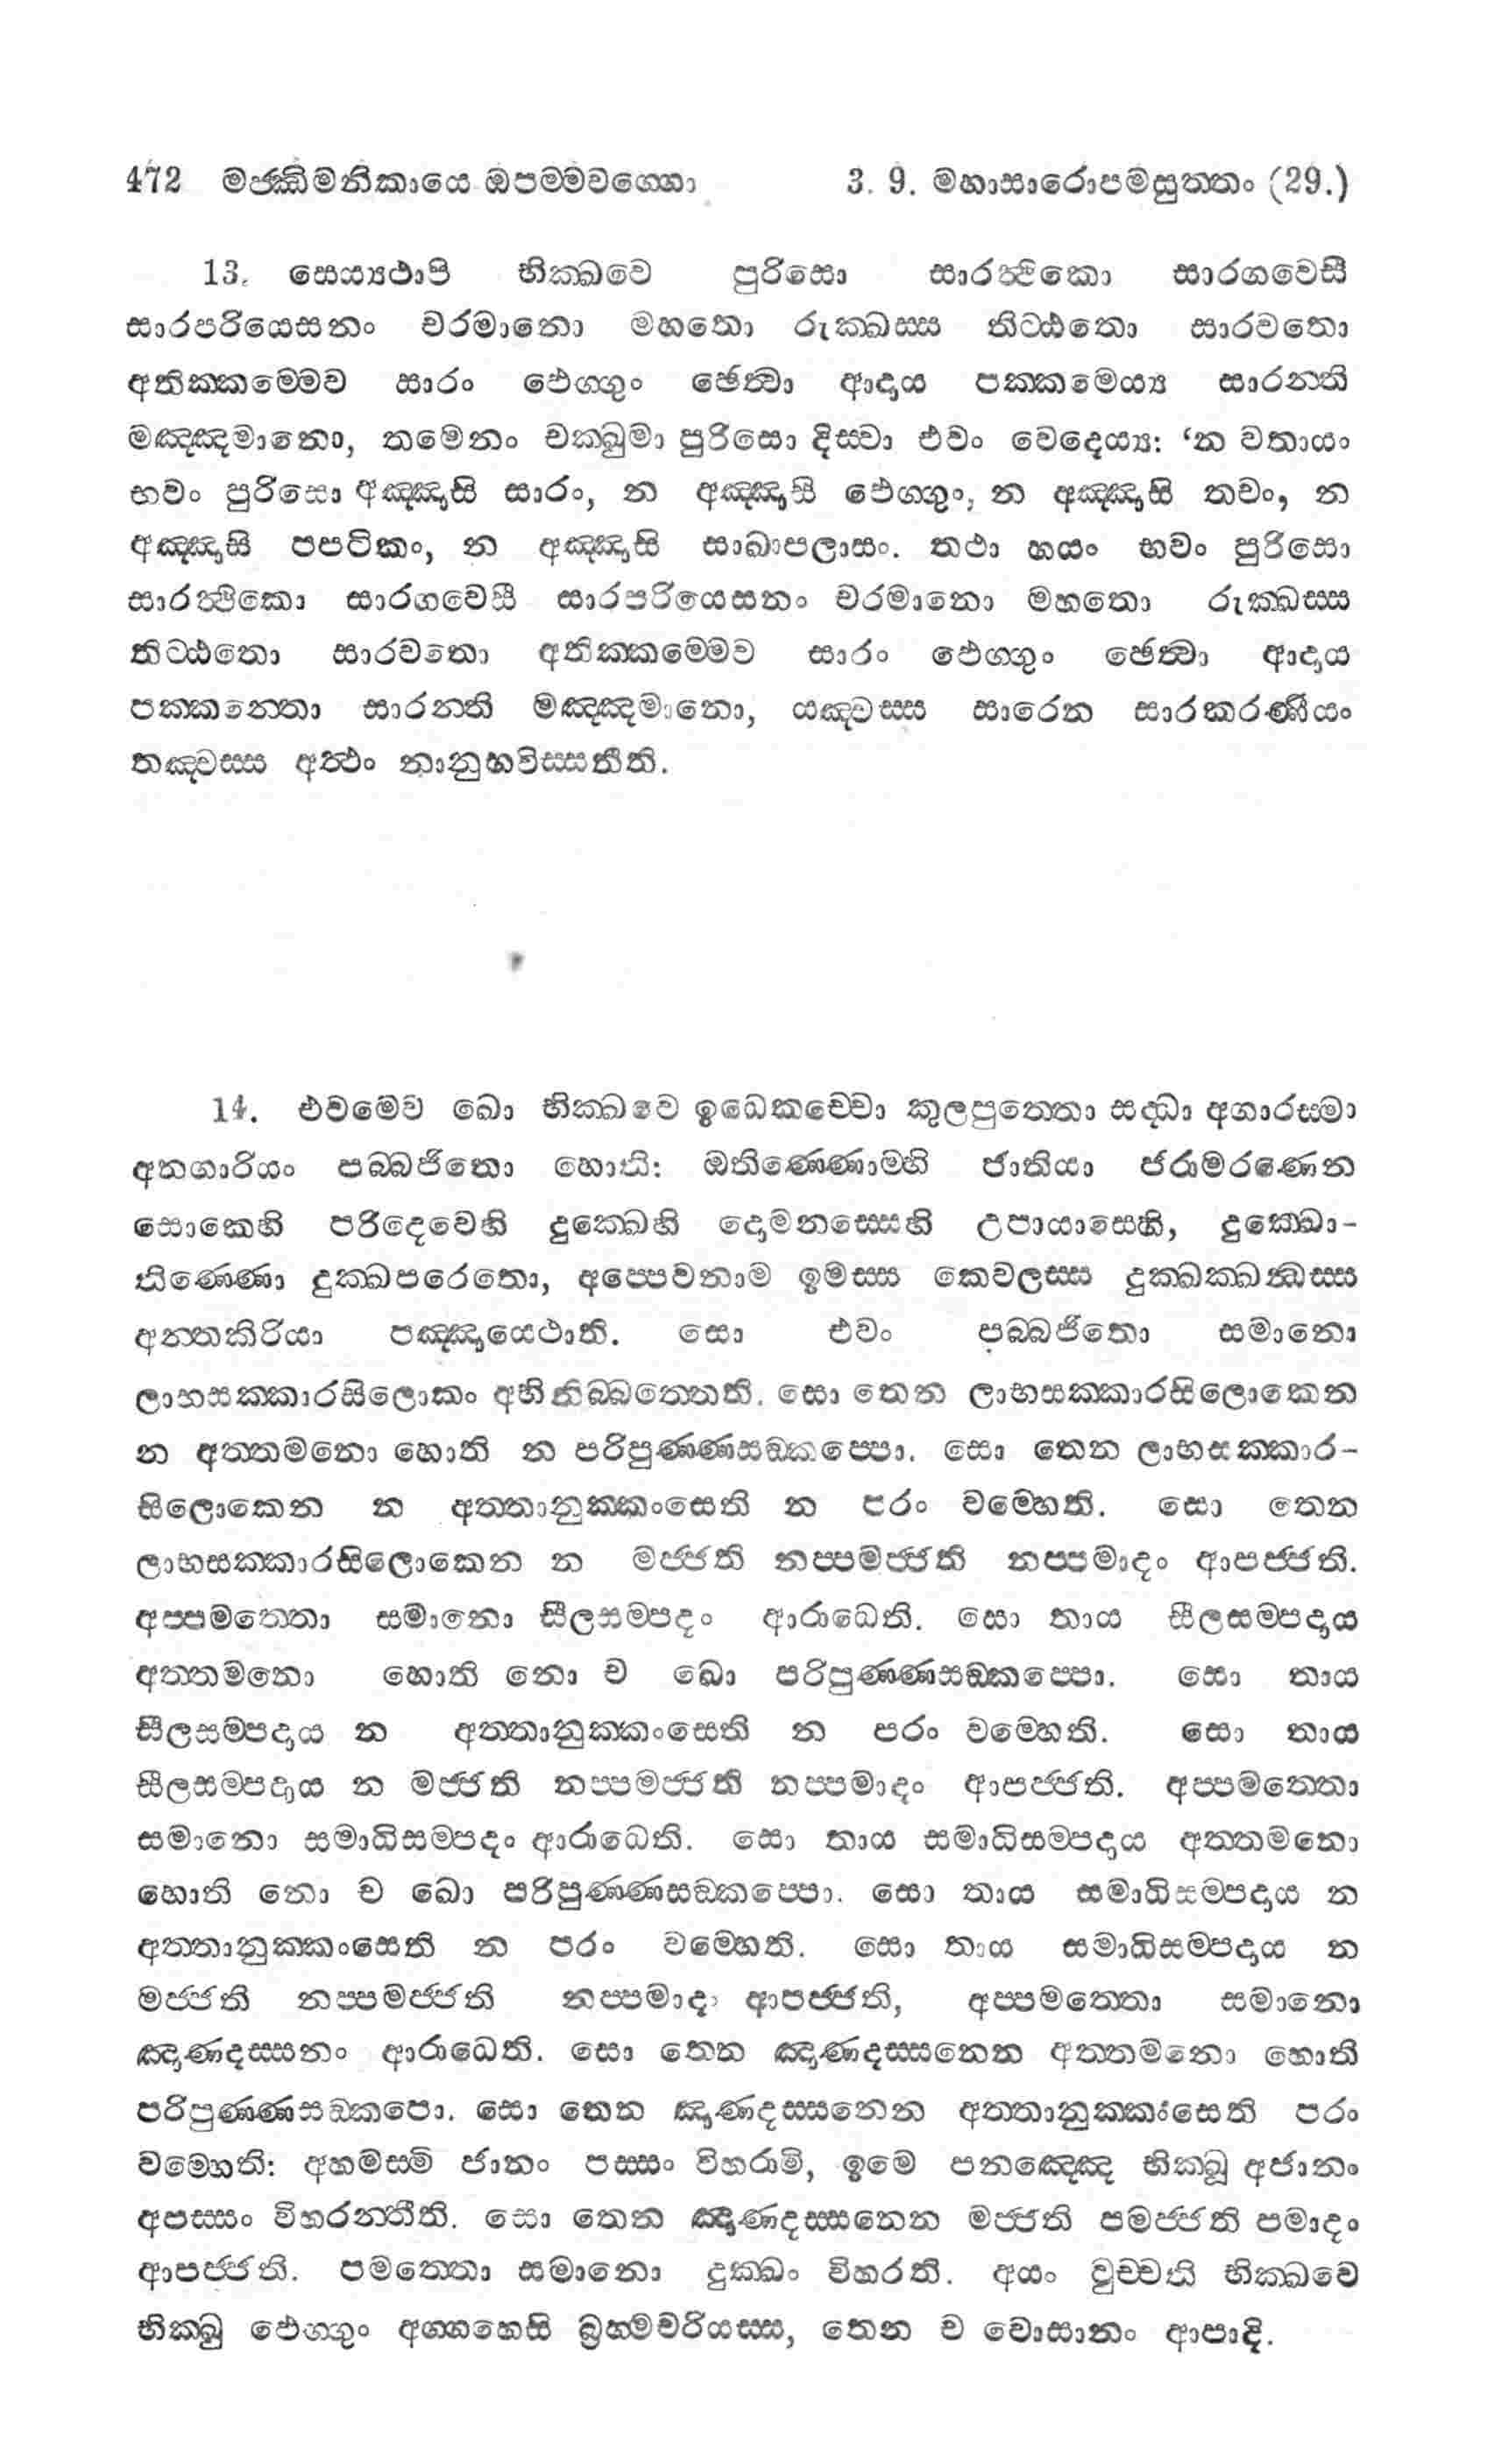 472 මජ්ඣිමනිකායෙ ඔපම්මවග්ගො 3. 9. මහාසාරොපමසුත්තං (29.)
13. සෙය්‍යථාපි භික්ඛවෙ පුරිසො සාරත්ථිකො සාරගවෙසී
සාරපරියෙසනං චරමානො මහතො රුක්ඛස්ස තිට්ඨතො සාරවතො
අතික්කම්මෙව සාරං ඵෙග්ගුං ඡෙත්වා ආදාය පක්කමෙය්‍ය සාරන්ති
මඤ්ඤමානො, තමෙනං චක්ඛුමා පුරිසො දිස්වා එවං වෙදෙය්‍ය: ‘න වතායං
භවං පුරිසො අඤ්ඤාසි සාරං, න අඤ්ඤාසි ඵෙග්ගුං, න අඤ්ඤාසි තචං, න
අඤ්ඤාසි පපටිකං, න අඤ්ඤාසි සාඛාපලාසං. තථා හයං භවං පුරිසො
සාරත්ථිකො සාරගවෙසී සාරපරියෙසනං චරමානො මහතො රුක්ඛස්ස
තිට්ඨතො සාරවතො අතික්කම්මෙව සාරං ඵෙග්ගුං ඡෙත්වා ආදාය
පක්කන්තො සාරන්ති මඤ්ඤමානො, යඤ්චස්ස සාරෙන සාරකරණීයං
තඤ්චස්ස අත්ථං නානුභවිස්සතීති.
14. එවමෙව ඛො භික්ඛවෙ ඉධෙකච්චො කුලපුත්තො සද්ධා අගාරස්මා
අනගාරියං පබ්බජිතො හොති: ඔතිණ්ණොම්හි ජාතියා ජරාමරණෙන
සොකෙහි පරිදෙවෙහි දුක්ඛෙහි දොමනස්සෙහි උපායාසෙහි, දුක්ඛො-
තිණ්ණො දුක්ඛපරෙතො, අප්පෙවනාම ඉමස්ස කෙවලස්ස දුක්ඛක්ඛන්ධස්ස
අන්තකිරියා පඤ්ඤායෙථාති. සො එවං පබ්බජිතො සමානො
ලාභසක්කාරසිලොකං අභිනිබ්බත්තෙති. සො තෙන ලාභසක්කාරසිලොකෙන
න අත්තමනො හොති න පරිපුණ්ණසඞ්කප්පො. සො තෙන ලාභසක්කාර-
සිලොකෙන න අත්තානුක්කංසෙති න පරං වම්හෙති. සො තෙන
ලාභසක්කාරසිලොකෙන න මජ්ජති නප්පමජ්ජති නප්පමාදං ආපජ්ජති.
අප්පමත්තො සමානො සීලසම්පදං ආරාධෙති. සො තාය සීලසම්පදාය
අත්තමනො හොති නො ච ඛො පරිපුණ්ණසඞ්කප්පො. සො තාය
සීලසම්පදාය න අත්තානුක්කංසෙති න පරං වම්හෙති. සො තාය
සීලසම්පදාය න මජ්ජති නප්පමජ්ජති නප්පමාදං ආපජ්ජති. අප්පමත්තො
සමානො සමාධිසම්පදං ආරාධෙති. සො තාය සමාධිසම්පදාය අත්තමනො
හොති නො ච ඛො පරිපුණ්ණසඞ්කප්පො. සො තාය සමාධිසම්පදාය න
අත්තානුක්කංසෙති න පරං වම්හෙති. සො තාය සමාධිසම්පදාය න
මජ්ජති නප්පමජ්ජති නප්පමාදං ආපජ්ජති, අප්පමත්තො සමානො
ඤාණදස්සනං ආරාධෙති. සො තෙන ඤාණදස්සනෙන අත්තමනො හොති
පරිපුණ්ණසඞ්කපො. සො තෙන ඤාණදස්සනෙන අත්තානුක්කංසෙති පරං
වම්හෙති: අහමස්මි ජානං පස්සං විහරාමි, ඉමෙ පනඤ්ඤෙ භික්ඛූ අජානං
අපස්සං විහරන්තීති. සො තෙන ඤාණදස්සනෙන මජ්ජති පමජ්ජති පමාදං
ආපජ්ජති. පමත්තො සමානො දුක්ඛං විහරති. අයං වුච්චති භික්ඛවෙ
භික්ඛු ඵෙග්ගුං අග්ගහෙසි බ්‍රහ්මචරියස්ස, තෙන ච වොසානං ආපාදි.